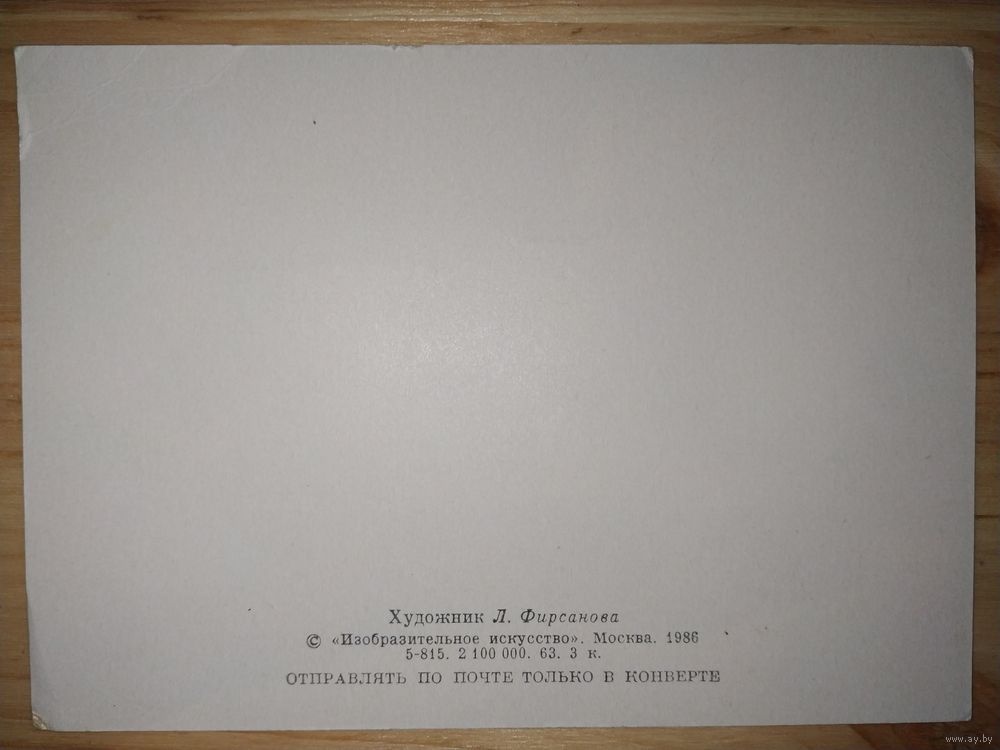 Художник Л. Фирсанова
© «Изобразительное искусство». Москва. 1986
5-815. 2 100 000. 63. 3 к.
ОТПРАВЛЯТЬ ПО ПОЧТЕ ТОЛЬКО В КОНВЕРТЕ
www.ay.by